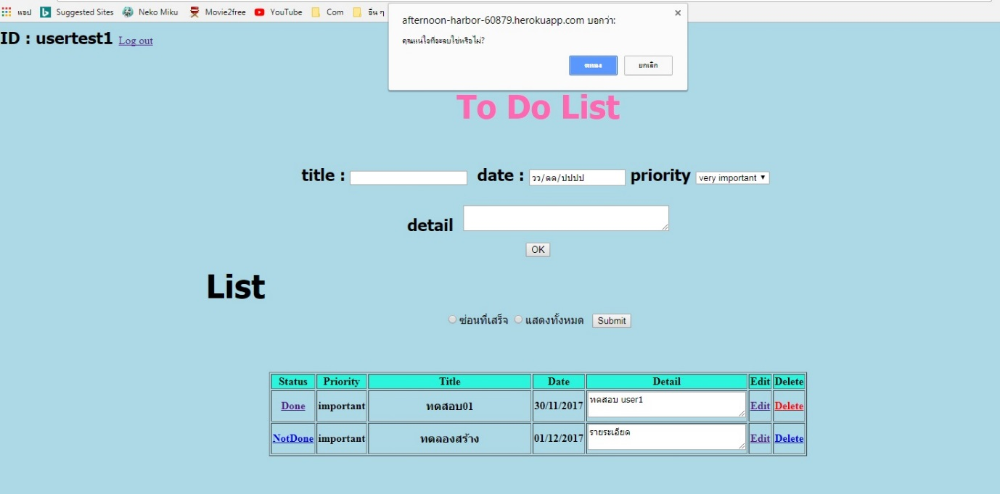 แอป Suggested Sites Neko Miku Movie2free YouTube Com อื่น ๆ
afternoon-harbor-60879.herokuapp.com บอกว่า:
คุณแน่ใจที่จะลบใช่หรือไม่?
ตกลง ยกเลิก
ID : usertest1 Log out
To Do List
title : date : วว/ดด/ปปปป priority very important
detail
OK
List
ซ่อนที่เสร็จ แสดงทั้งหมด Submit
Status Priority Title Date Detail Edit Delete
Done important ทดสอบ01 30/11/2017 ทดสอบ user1 Edit Delete
NotDone important ทดลองสร้าง 01/12/2017 รายระเอียด Edit Delete